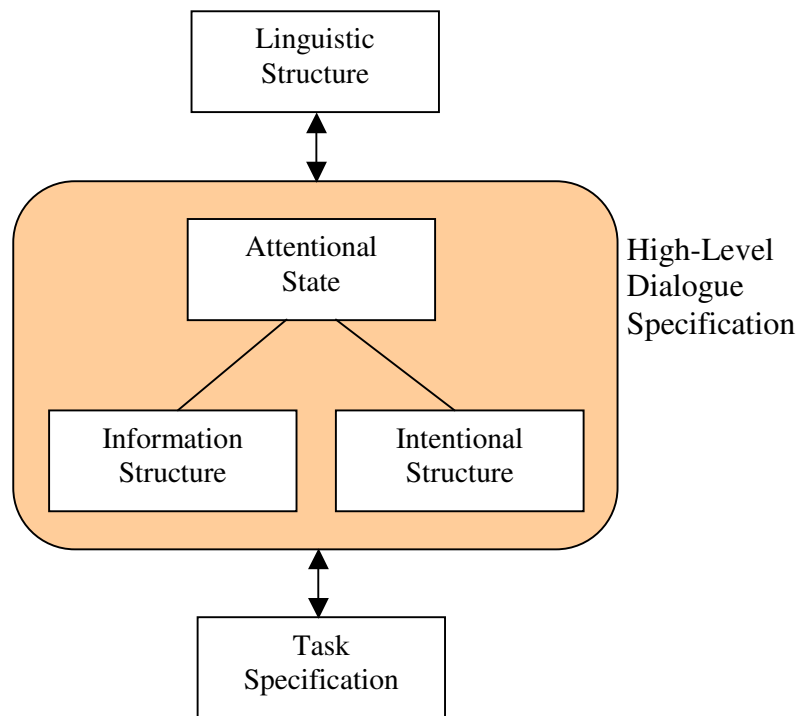 Linguistic
Structure
Attentional
State
High-Level
Dialogue
Specification
Information
Structure
Intentional
Structure
Task
Specification